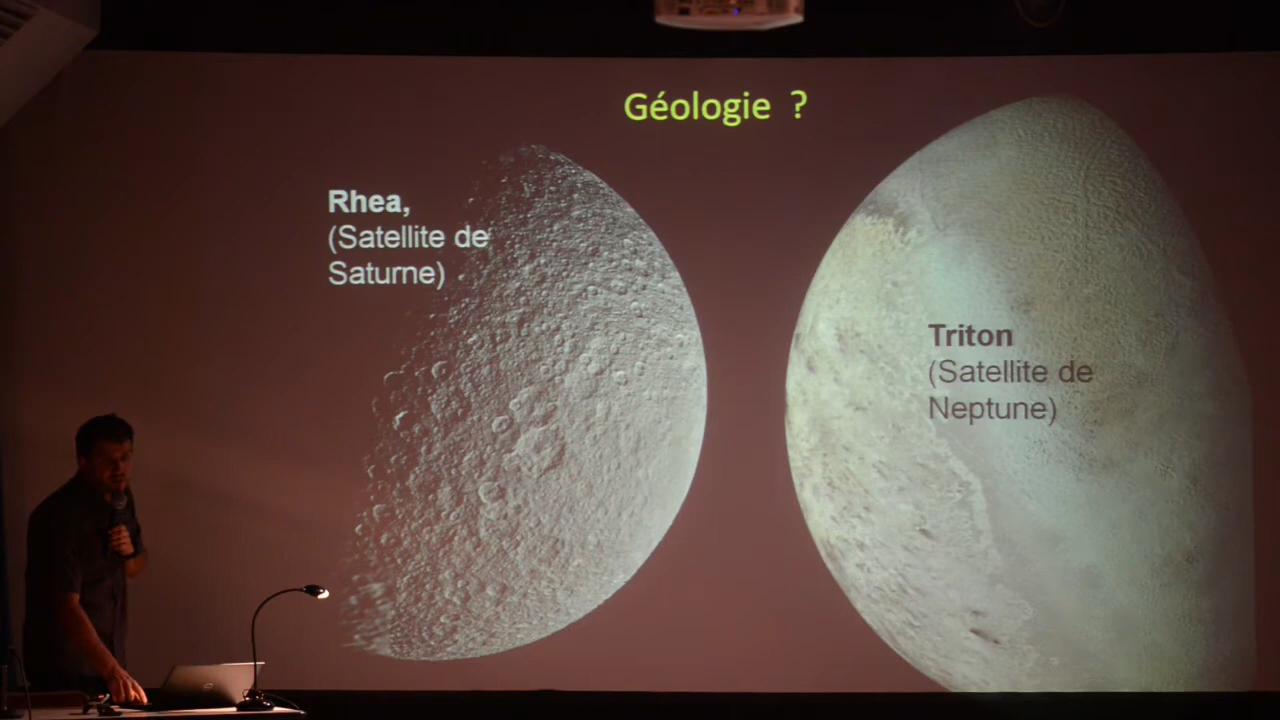 Géologie ?
Rhea,
(Satellite de
Saturne)
Triton
(Satellite de
Neptune)